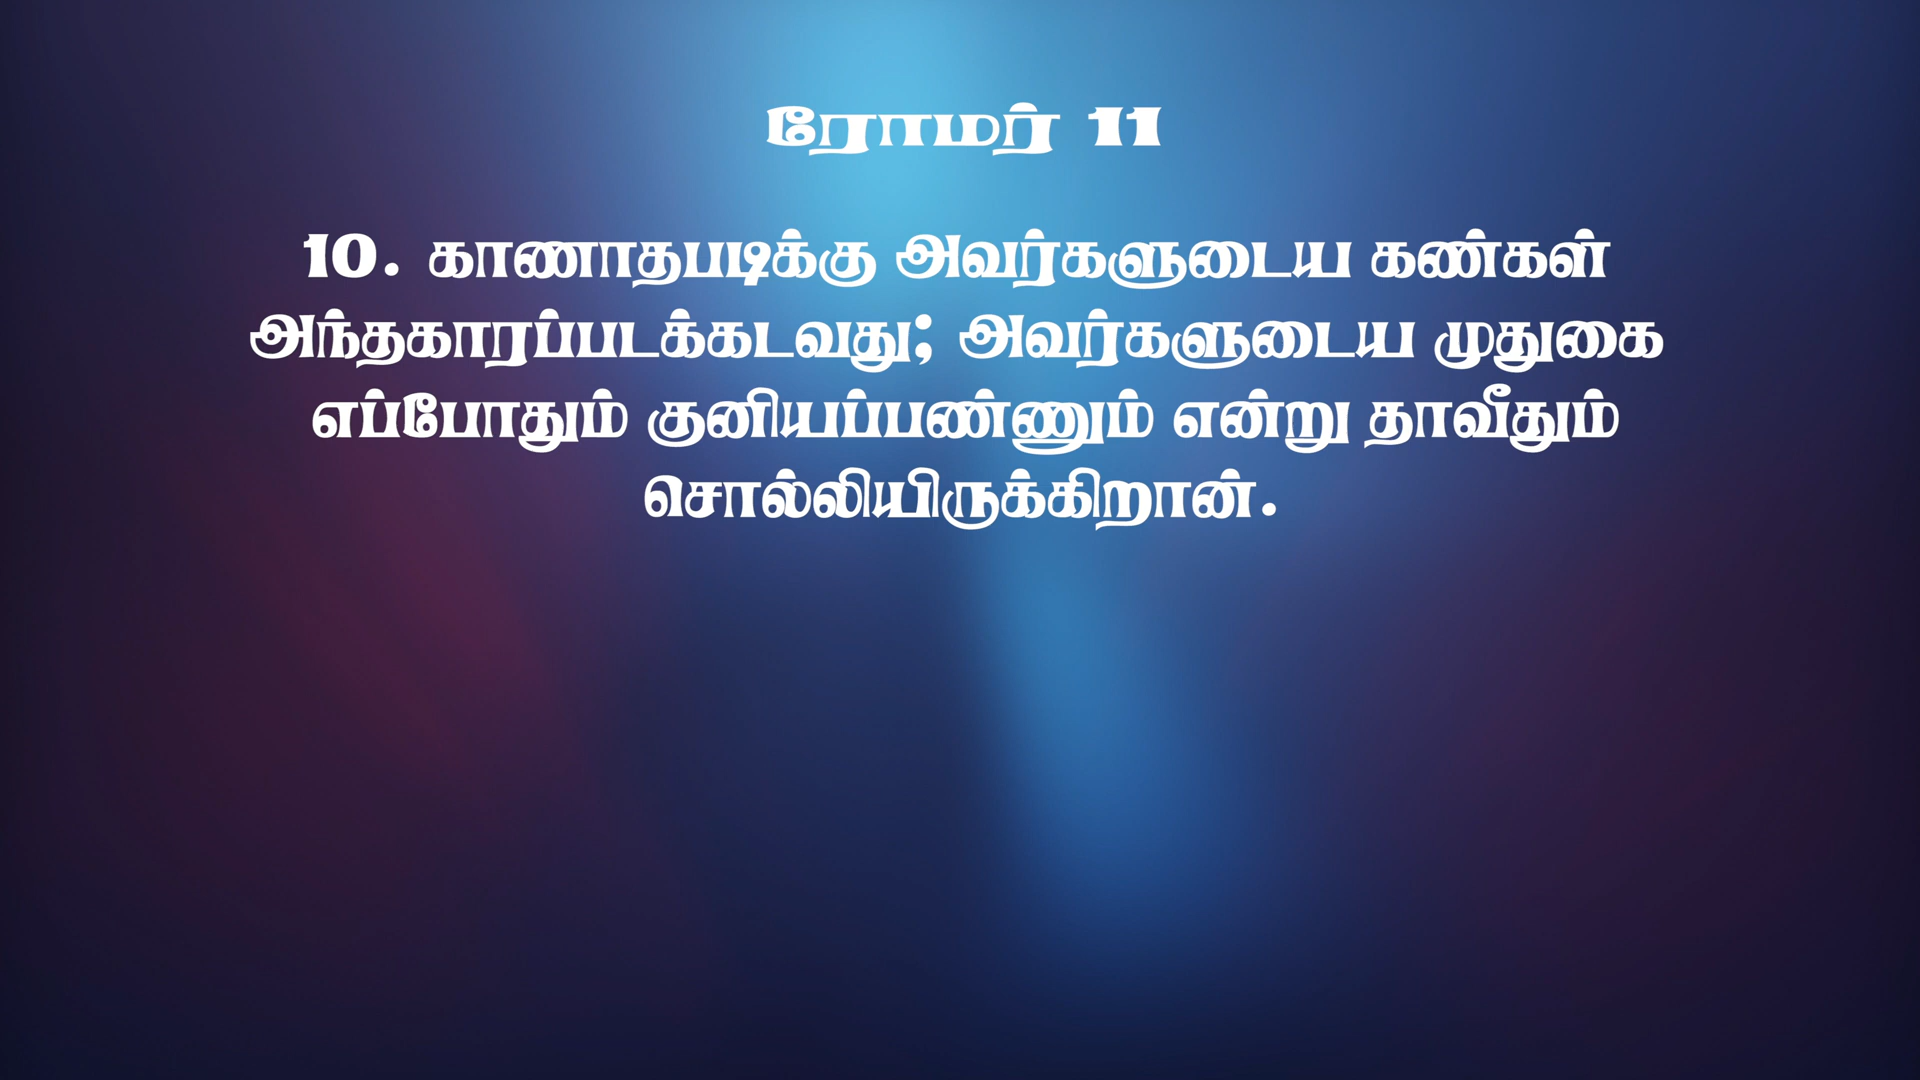 ரோமர் 11
10. காணாதபடிக்கு அவர்களுடைய கண்கள்
அந்தகாரப்படக்கடவது; அவர்களுடைய முதுகை
எப்போதும் குனியப்பண்ணும் என்று தாவீதும்
சொல்லியிருக்கிறான்.